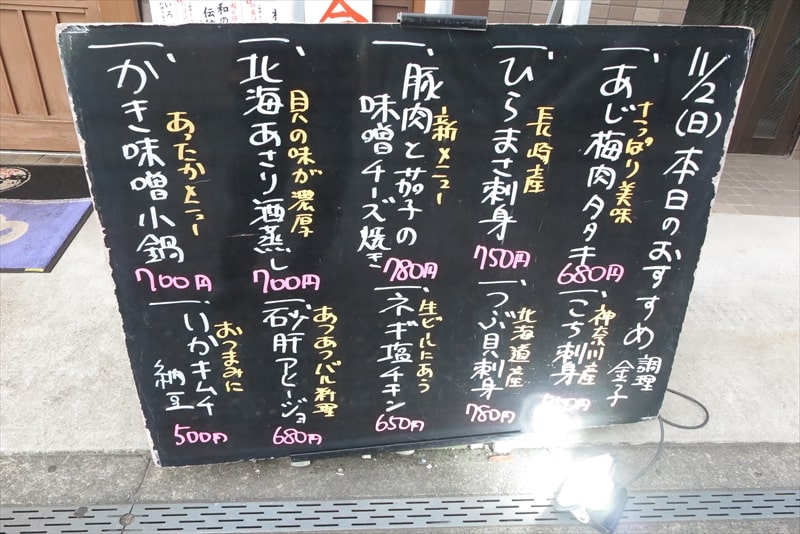 11/2(日)本日のおすすめ
調理 金子
一、あじ梅肉タタキ
さっぱり美味
680円
一、こち刺身
神奈川産
一、ひらまさ刺身
長崎産
750円
一、つぶ貝刺身
北海道産
780円
一、豚肉と茄子の
味噌チーズ焼き
新メニュー
780円
一、ネギ塩チキン
生ビールにあう
650円
一、北海あさり酒蒸し
貝の味が濃厚
700円
一、砂肝アヒージョ
あつあつバル料理
680円
一、かき味噌小鍋
あったかメニュー
700円
一、いかキムチ
納豆
おつまみに
500円